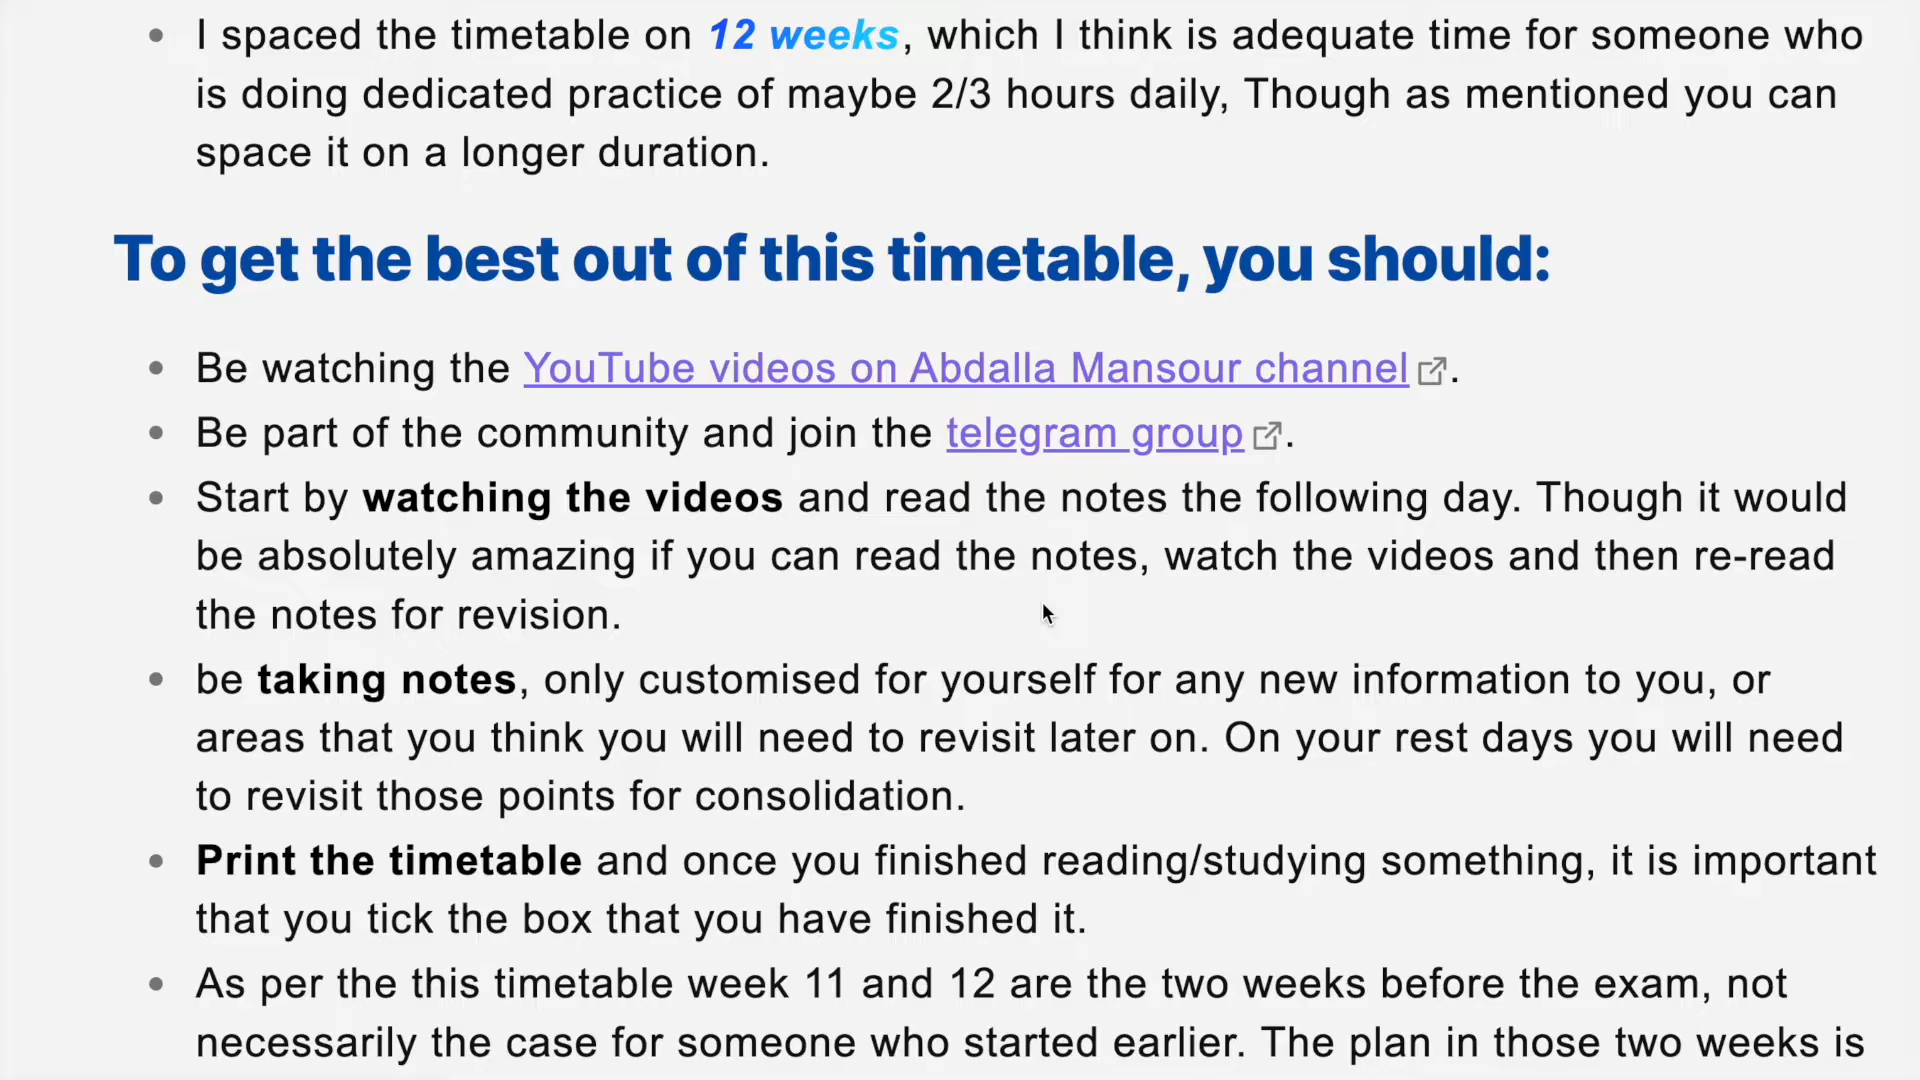 I spaced the timetable on 12 weeks, which I think is adequate time for someone who
is doing dedicated practice of maybe 2/3 hours daily, Though as mentioned you can
space it on a longer duration.
To get the best out of this timetable, you should:
Be watching the YouTube videos on Abdalla Mansour channel.
Be part of the community and join the telegram group.
Start by watching the videos and read the notes the following day. Though it would
be absolutely amazing if you can read the notes, watch the videos and then re-read
the notes for revision.
be taking notes, only customised for yourself for any new information to you, or
areas that you think you will need to revisit later on. On your rest days you will need
to revisit those points for consolidation.
Print the timetable and once you finished reading/studying something, it is important
that you tick the box that you have finished it.
As per the this timetable week 11 and 12 are the two weeks before the exam, not
necessarily the case for someone who started earlier. The plan in those two weeks is